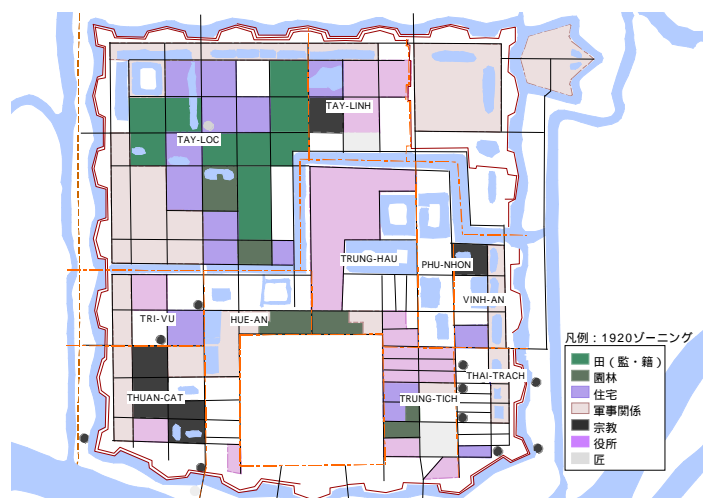 TAY-LINH
TAY-LOC
TRUNG-HAU
PHU-NHON
VINH-AN
TRI-VU
HUE-AN
THAI-TRACH
THUAN-CAT
TRUNG-TICH
凡例：1920ゾーニング
田（監・籍）
園林
住宅
軍事関係
宗教
役所
匠